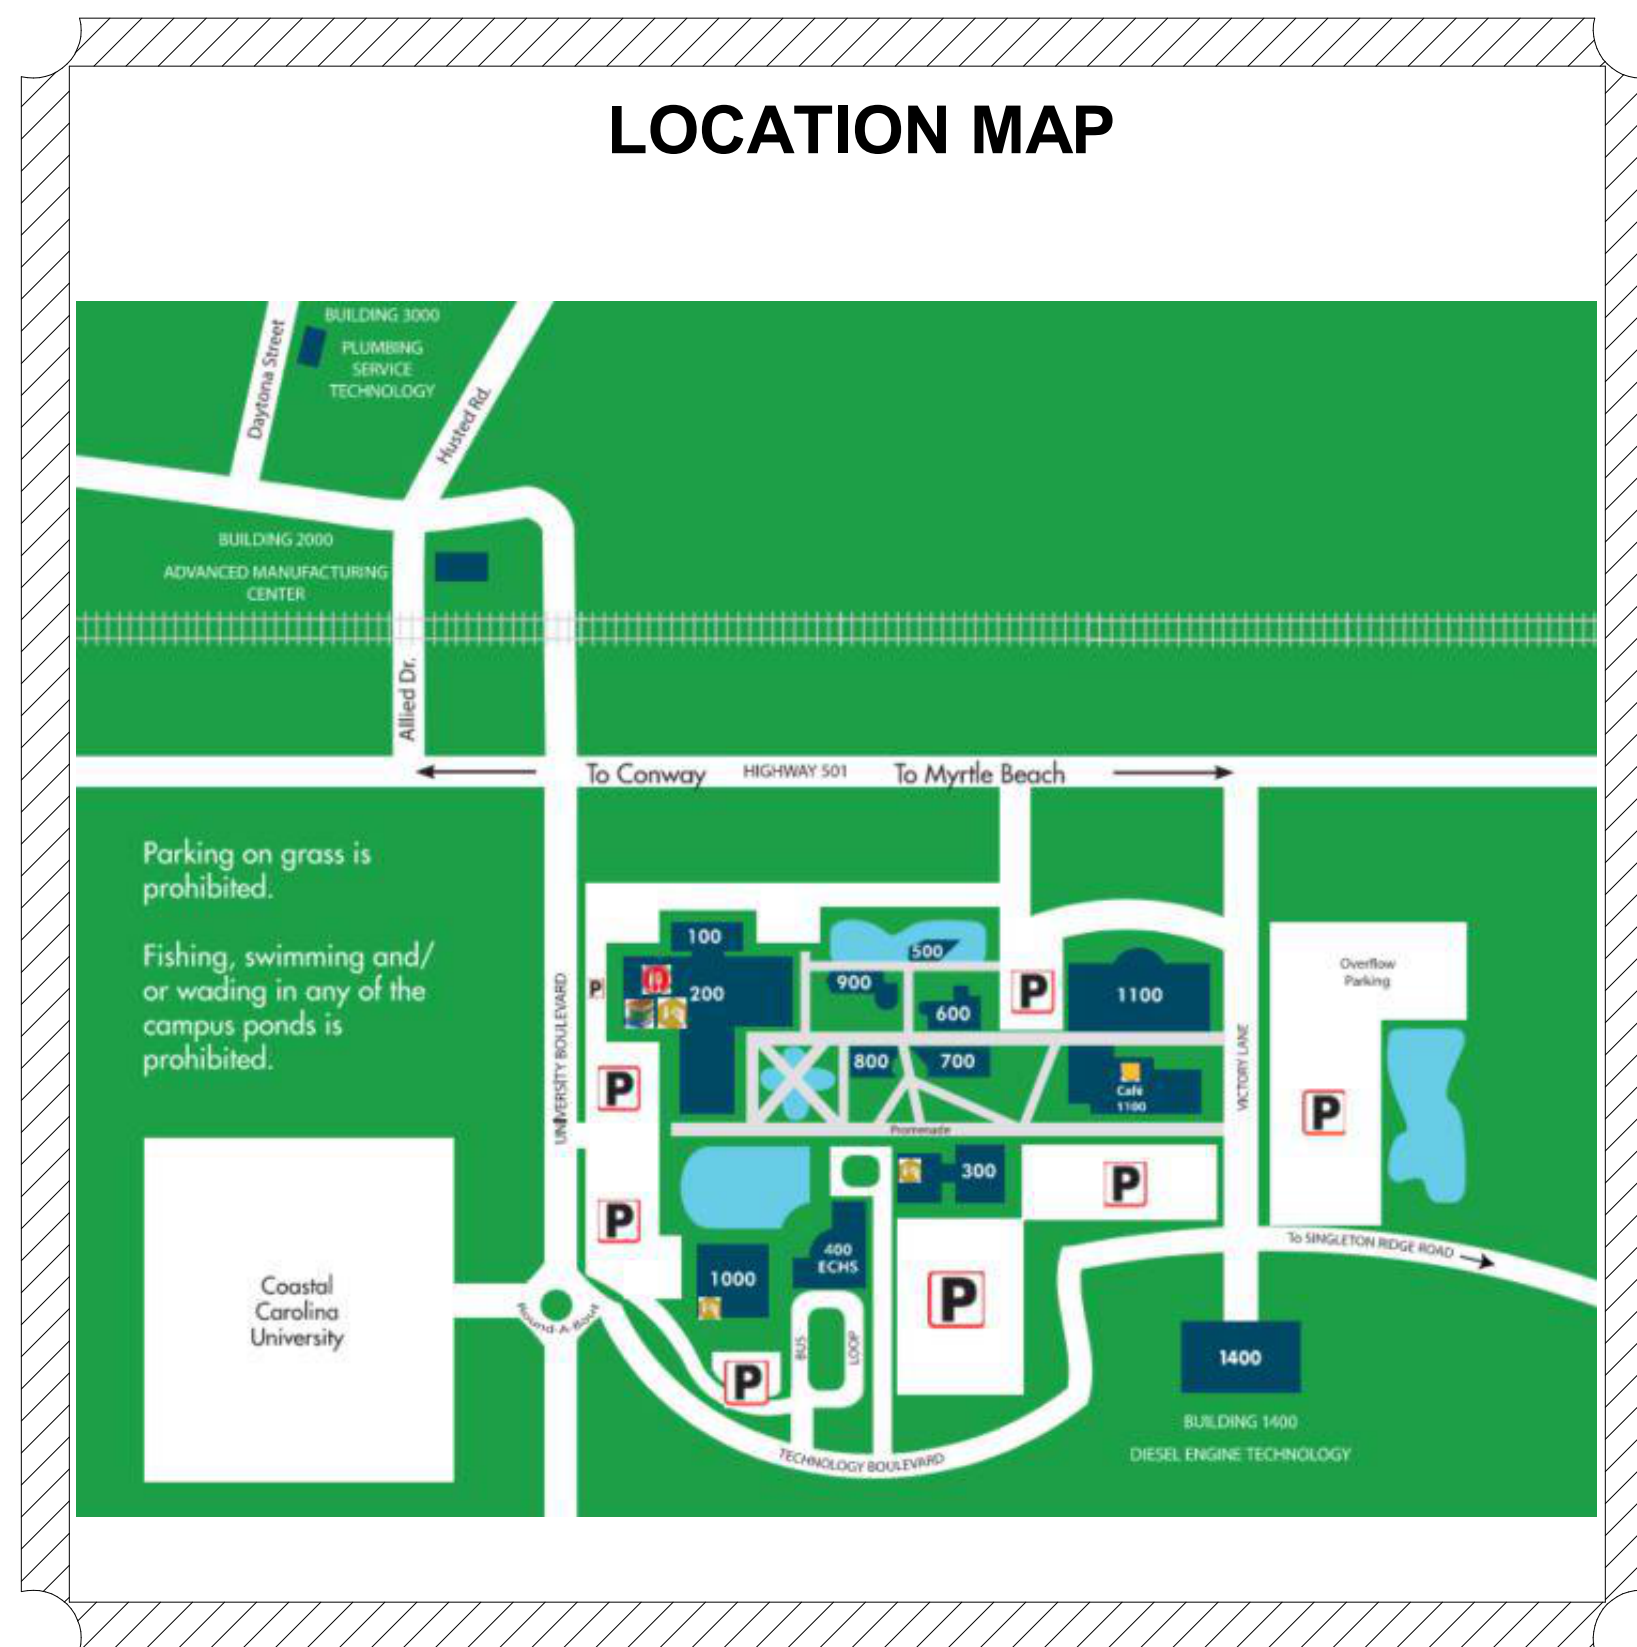 LOCATION MAP
BUILDING 3000
PLUMBING
SERVICE
TECHNOLOGY
Daytona Street
Husted Rd.
BUILDING 2000
ADVANCED MANUFACTURING
CENTER
Allied Dr.
To Conway
HIGHWAY 501
To Myrtle Beach
Parking on grass is
prohibited.
Fishing, swimming and/
or wading in any of the
campus ponds is
prohibited.
UNIVERSITY BOULEVARD
100
200
P
500
900
600
P
1100
Overflow
Parking
800
700
Café
1100
VICTORY LANE
P
P
Promenade
300
P
P
400
ECHS
1000
P
To SINGLETON RIDGE ROAD
Coastal
Carolina
University
Round-A-Bout
BUS
LOOP
P
1400
BUILDING 1400
DIESEL ENGINE TECHNOLOGY
TECHNOLOGY BOULEVARD